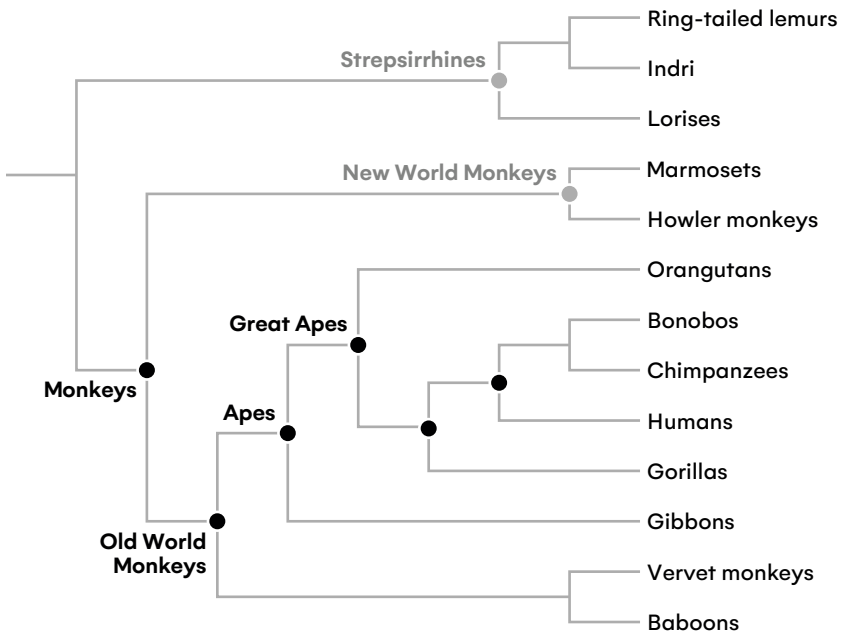 Ring-tailed lemurs
Strepsirrhines
Indri
Lorises
New World Monkeys
Marmosets
Howler monkeys
Orangutans
Great Apes
Bonobos
Chimpanzees
Monkeys
Apes
Humans
Gorillas
Gibbons
Old World
Monkeys
Vervet monkeys
Baboons